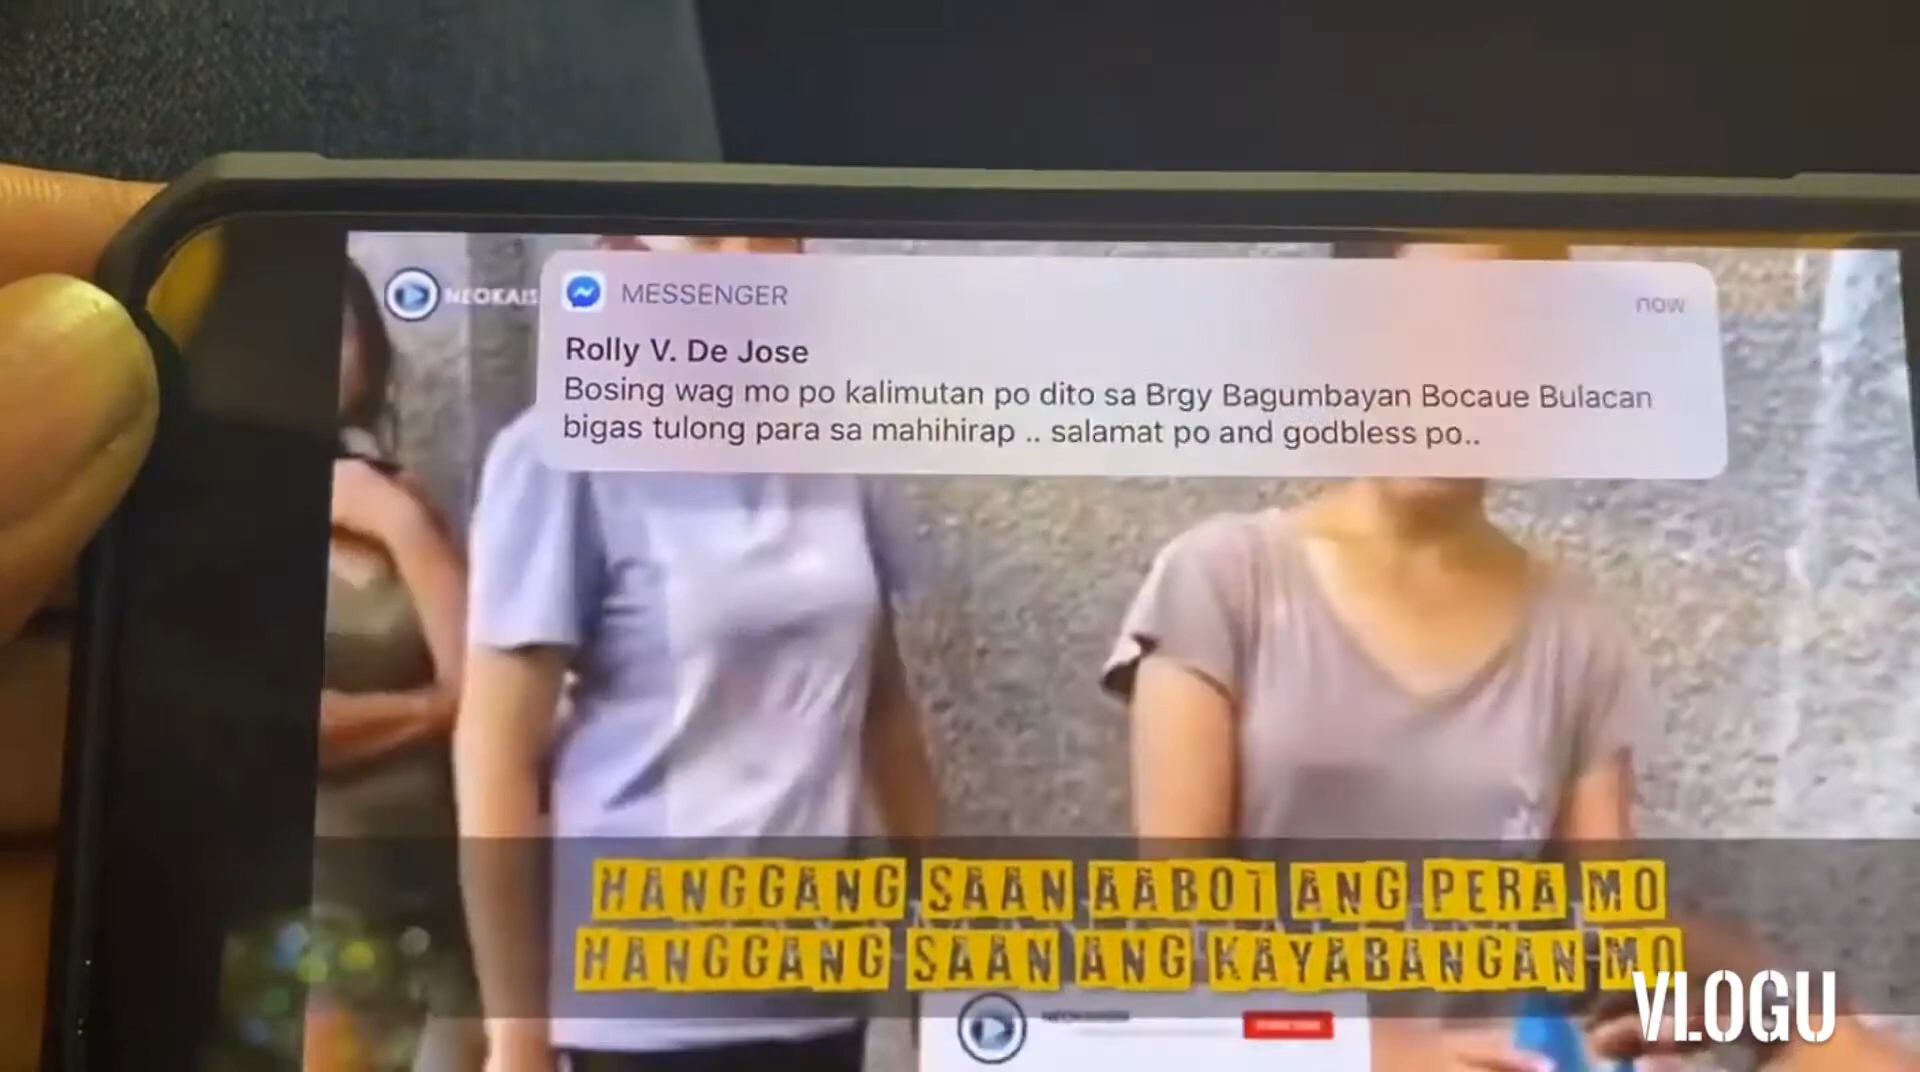 NEOKAIS
MESSENGER
now
Rolly V. De Jose
Bosing wag mo po kalimutan po dito sa Brgy Bagumbayan Bocaue Bulacan
bigas tulong para sa mahihirap .. salamat po and godbless po..
HANGGANG SAAN AABOT ANG PERA MO
HANGGANG SAAN ANG KAYABANGAN MO
VLOGU